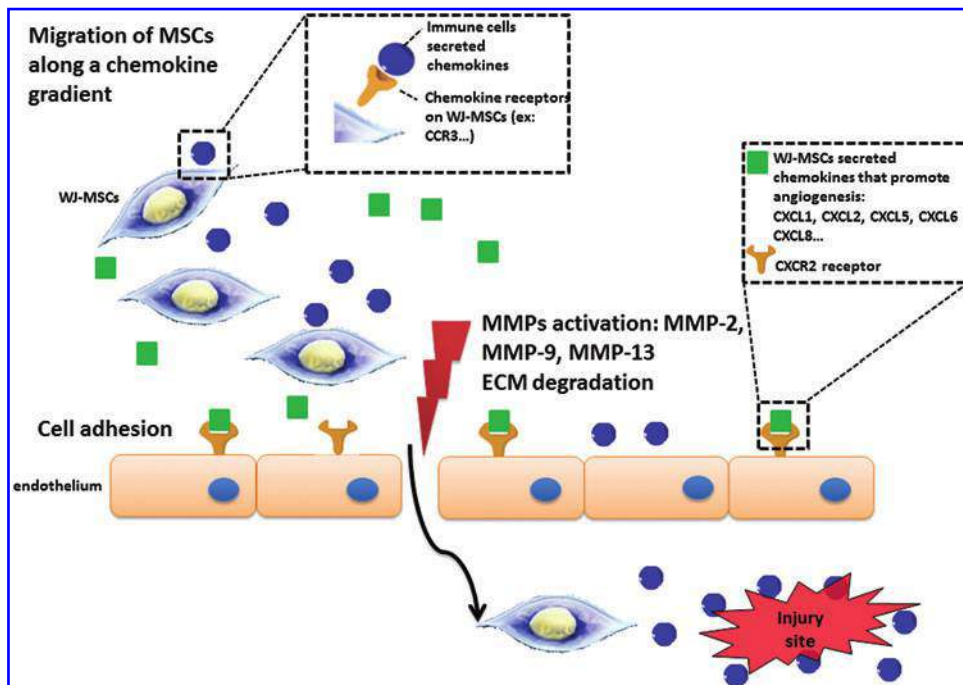 Migration of MSCs
along a chemokine
gradient
Immune cells
secreted
chemokines
Chemokine receptors
on WJ-MSCs (ex:
CCR3...)
WJ-MSCs
WJ-MSCs secreted
chemokines that promote
angiogenesis:
CXCL1, CXCL2, CXCL5, CXCL6
CXCL8...
CXCR2 receptor
MMPs activation: MMP-2,
MMP-9, MMP-13
ECM degradation
Cell adhesion
endothelium
Injury
site